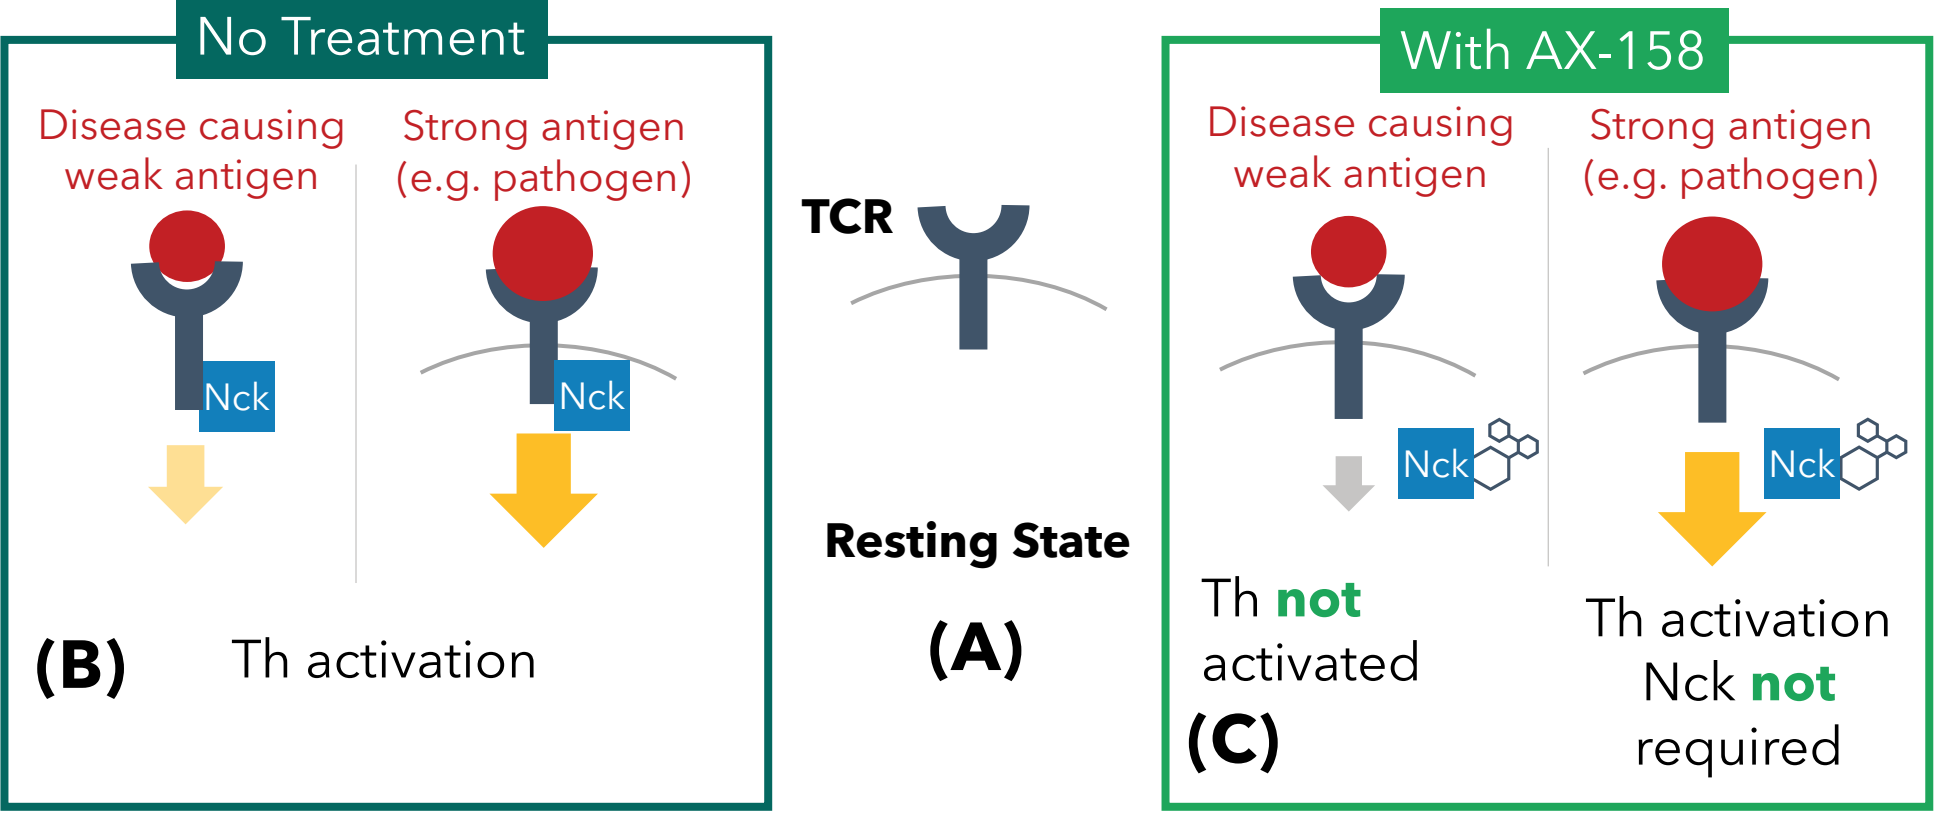 No Treatment
Disease causing
weak antigen
Strong antigen
(e.g. pathogen)
Nck
Nck
(B)
Th activation
TCR
Resting State
(A)
With AX-158
Disease causing
weak antigen
Strong antigen
(e.g. pathogen)
Nck
Nck
Th not
activated
(C)
Th activation
Nck not
required